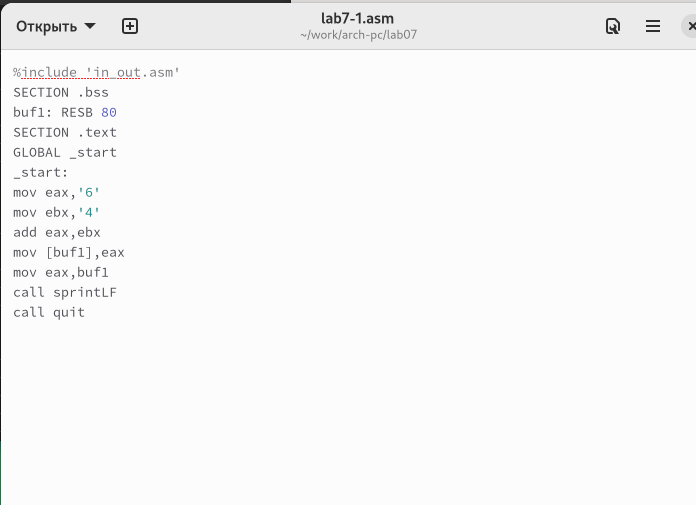 Открыть
lab7-1.asm
~/work/arch-pc/lab07
%include 'in_out.asm'
SECTION .bss
buf1: RESB 80
SECTION .text
GLOBAL _start
_start:
mov eax,'6'
mov ebx,'4'
add eax,ebx
mov [buf1],eax
mov eax,buf1
call sprintLF
call quit